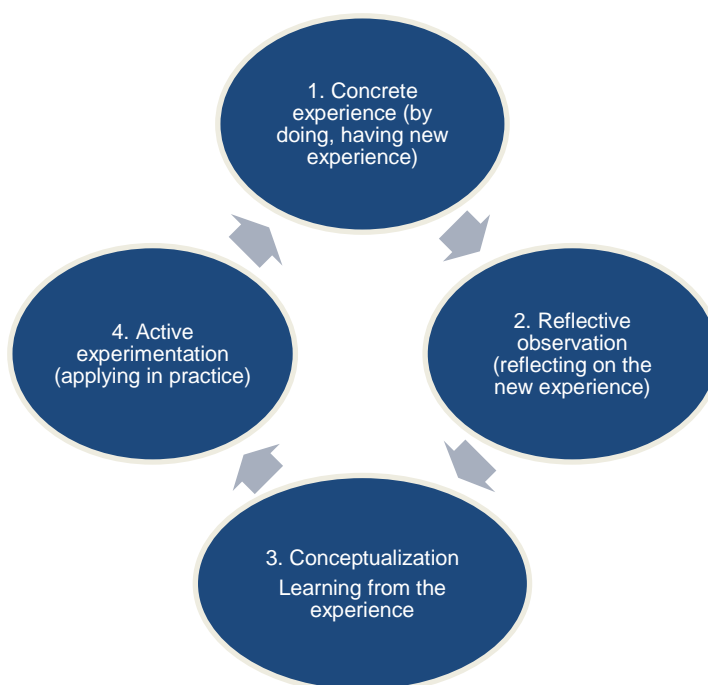 1. Concrete
experience (by
doing, having new
experience)
2. Reflective
observation
(reflecting on the
new experience)
3. Conceptualization
Learning from the
experience
4. Active
experimentation
(applying in practice)